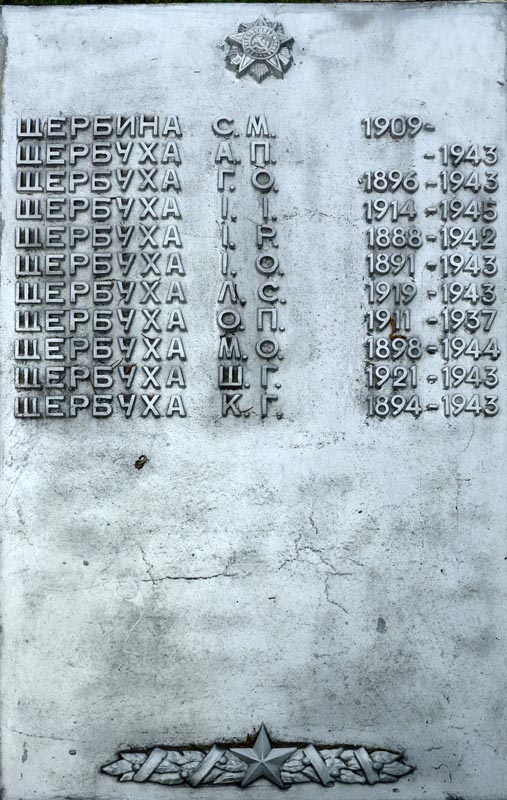 ЩЕРБИНА С. М. 1909-
ЩЕРБУХА А. П. -1943
ЩЕРБУХА Г. О. 1896-1943
ЩЕРБУХА І. І. 1914-1945
ЩЕРБУХА І. Р. 1888-1942
ЩЕРБУХА І. О. 1891-1943
ЩЕРБУХА Л. С. 1919-1943
ЩЕРБУХА О. П. 1911-1937
ЩЕРБУХА М. О. 1898-1944
ЩЕРБУХА Ш. Г. 1921-1943
ЩЕРБУХА К. Г. 1894-1943